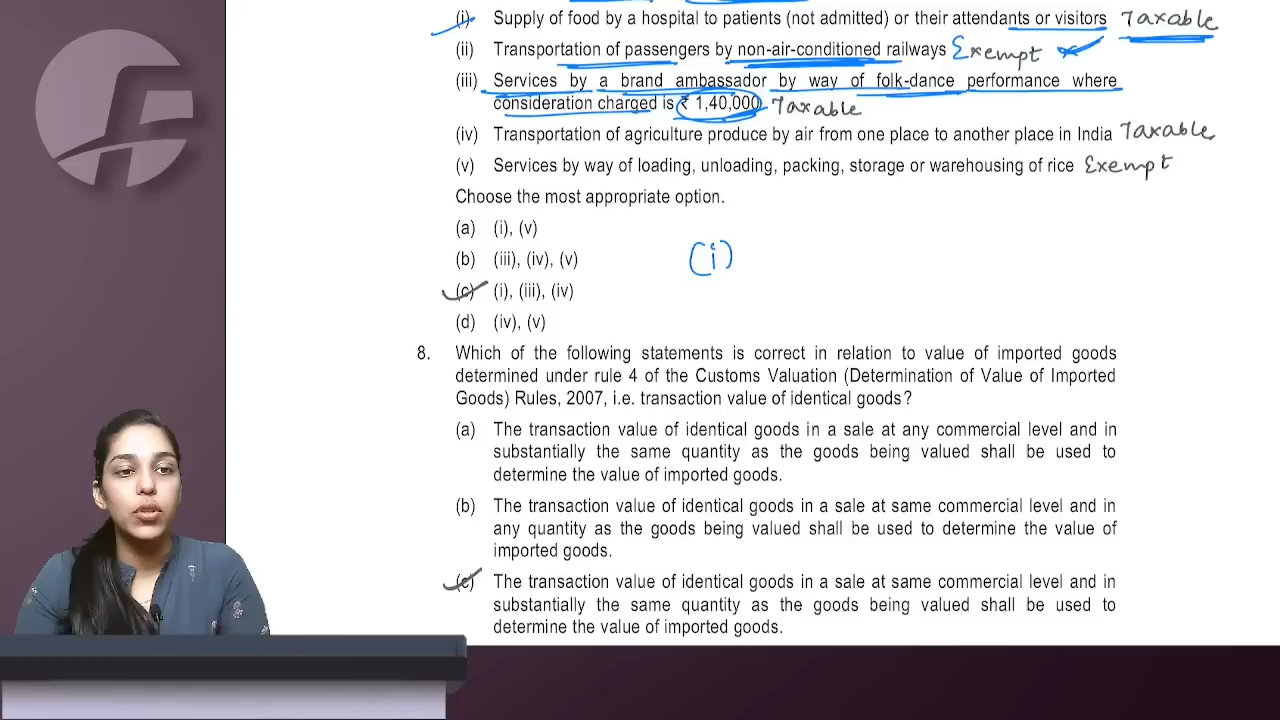 (i) Supply of food by a hospital to patients (not admitted) or their attendants or visitors Taxable
(ii) Transportation of passengers by non-air-conditioned railways Exempt
(iii) Services by a brand ambassador by way of folk-dance performance where
consideration charged is ₹ 1,40,000 Taxable
(iv) Transportation of agriculture produce by air from one place to another place in India Taxable
(v) Services by way of loading, unloading, packing, storage or warehousing of rice Exempt
Choose the most appropriate option.
(a) (i), (v)
(b) (iii), (iv), (v) (i)
(c) (i), (iii), (iv)
(d) (iv), (v)
8. Which of the following statements is correct in relation to value of imported goods
determined under rule 4 of the Customs Valuation (Determination of Value of Imported
Goods) Rules, 2007, i.e. transaction value of identical goods?
(a) The transaction value of identical goods in a sale at any commercial level and in
substantially the same quantity as the goods being valued shall be used to
determine the value of imported goods.
(b) The transaction value of identical goods in a sale at same commercial level and in
any quantity as the goods being valued shall be used to determine the value of
imported goods.
(c) The transaction value of identical goods in a sale at same commercial level and in
substantially the same quantity as the goods being valued shall be used to
determine the value of imported goods.